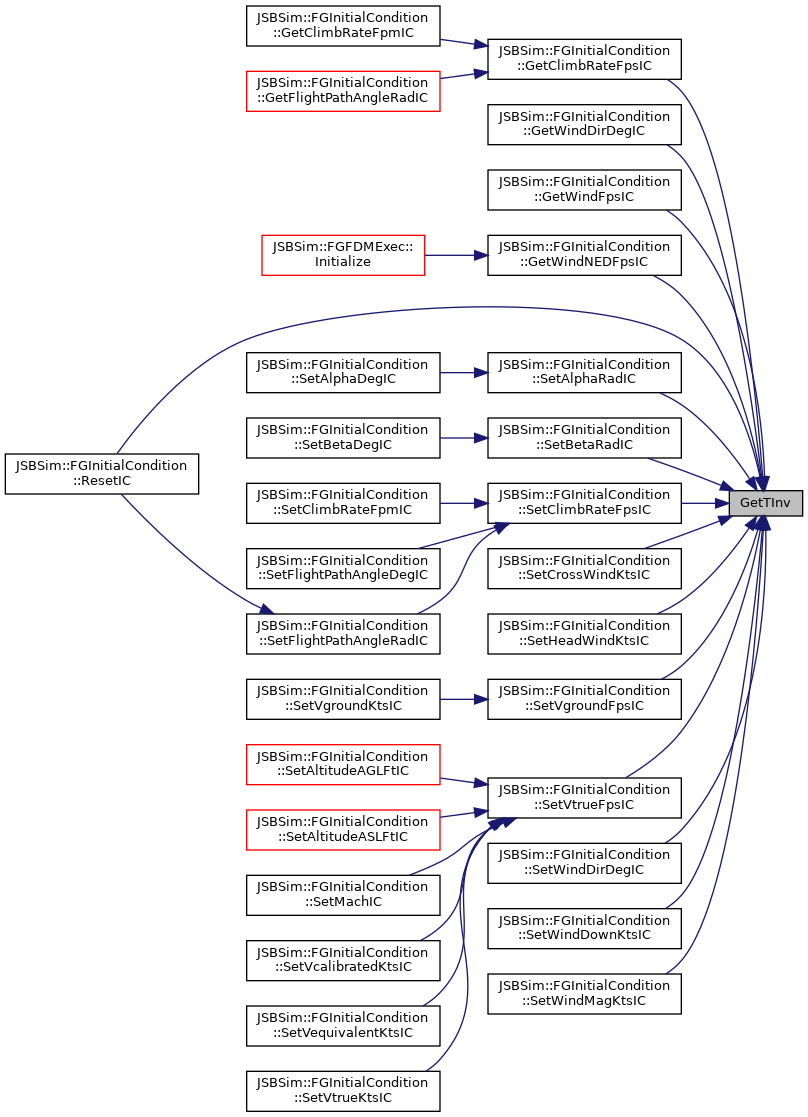 JSBSim::FGInitialCondition
::GetClimbRateFpmIC
JSBSim::FGInitialCondition
::GetClimbRateFpsIC
JSBSim::FGInitialCondition
::GetFlightPathAngleRadIC
JSBSim::FGInitialCondition
::GetWindDirDegIC
JSBSim::FGInitialCondition
::GetWindFpsIC
JSBSim::FGFDMExec::
Initialize
JSBSim::FGInitialCondition
::GetWindNEDFpsIC
JSBSim::FGInitialCondition
::SetAlphaDegIC
JSBSim::FGInitialCondition
::SetAlphaRadIC
JSBSim::FGInitialCondition
::SetBetaDegIC
JSBSim::FGInitialCondition
::SetBetaRadIC
JSBSim::FGInitialCondition
::ResetIC
JSBSim::FGInitialCondition
::SetClimbRateFpmIC
JSBSim::FGInitialCondition
::SetClimbRateFpsIC
GetTInv
JSBSim::FGInitialCondition
::SetFlightPathAngleDegIC
JSBSim::FGInitialCondition
::SetCrossWindKtsIC
JSBSim::FGInitialCondition
::SetFlightPathAngleRadIC
JSBSim::FGInitialCondition
::SetHeadWindKtsIC
JSBSim::FGInitialCondition
::SetVgroundKtsIC
JSBSim::FGInitialCondition
::SetVgroundFpsIC
JSBSim::FGInitialCondition
::SetAltitudeAGLFtIC
JSBSim::FGInitialCondition
::SetVtrueFpsIC
JSBSim::FGInitialCondition
::SetAltitudeASLFtIC
JSBSim::FGInitialCondition
::SetWindDirDegIC
JSBSim::FGInitialCondition
::SetMachIC
JSBSim::FGInitialCondition
::SetWindDownKtsIC
JSBSim::FGInitialCondition
::SetVcalibratedKtsIC
JSBSim::FGInitialCondition
::SetWindMagKtsIC
JSBSim::FGInitialCondition
::SetVequivalentKtsIC
JSBSim::FGInitialCondition
::SetVtrueKtsIC